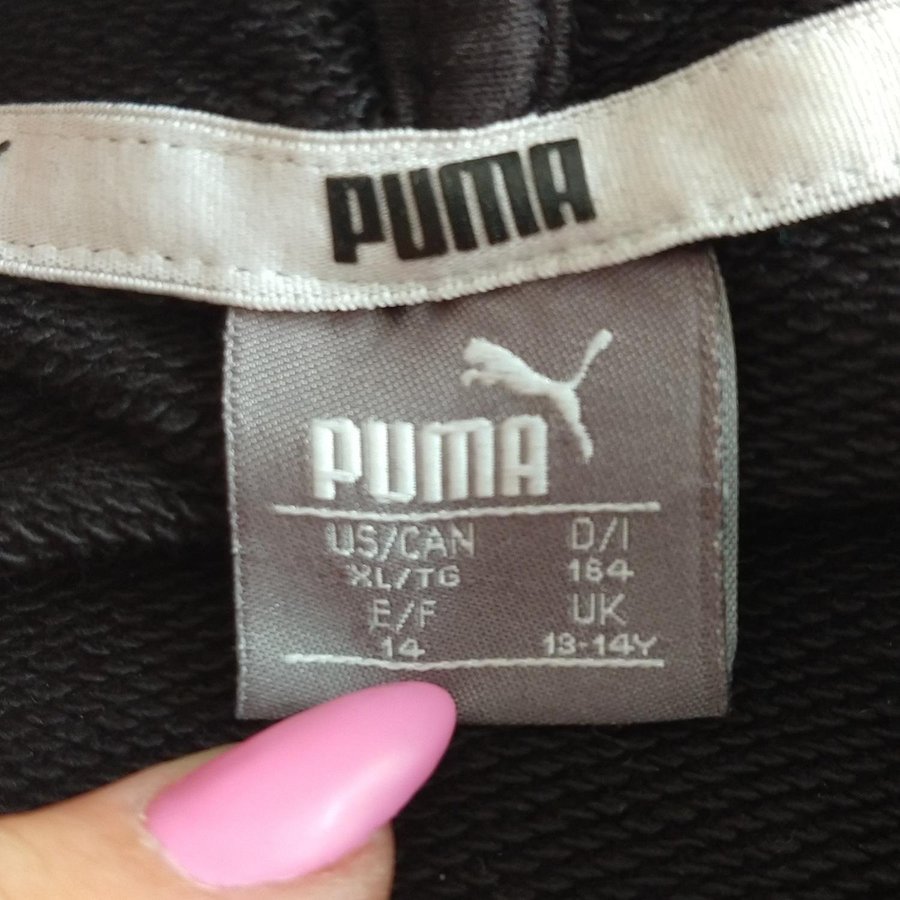 PUMA
PUMA
US/CAN D/I
XL/TG 164
E/F UK
14 13-14Y